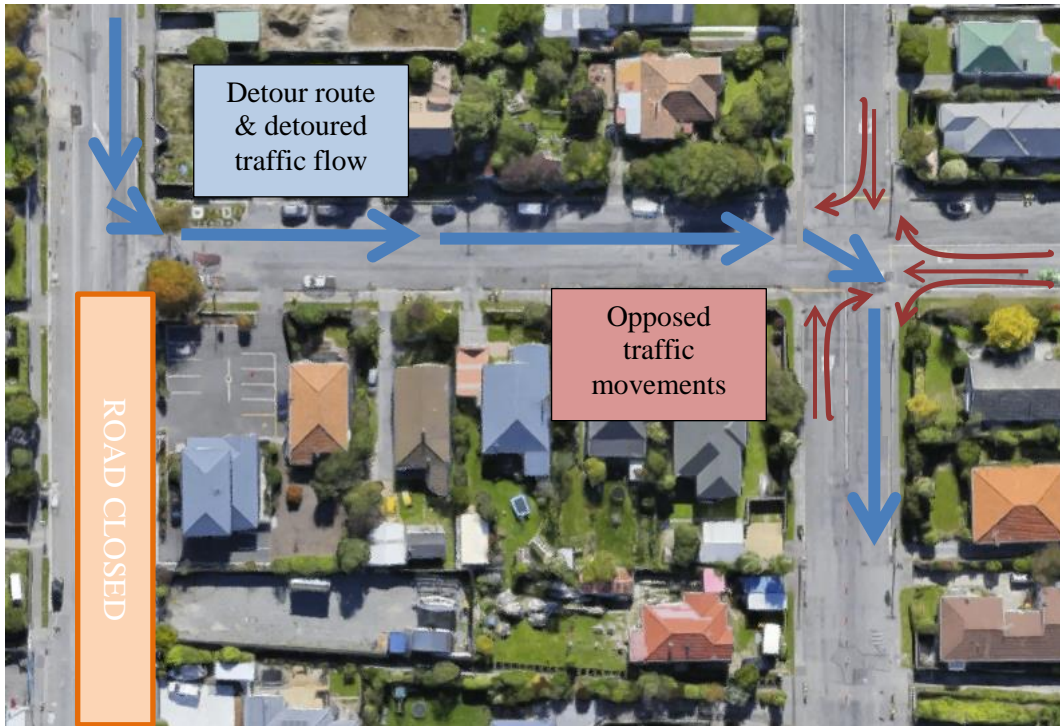 Detour route
& detoured
traffic flow
Opposed
traffic
movements
ROAD CLOSED